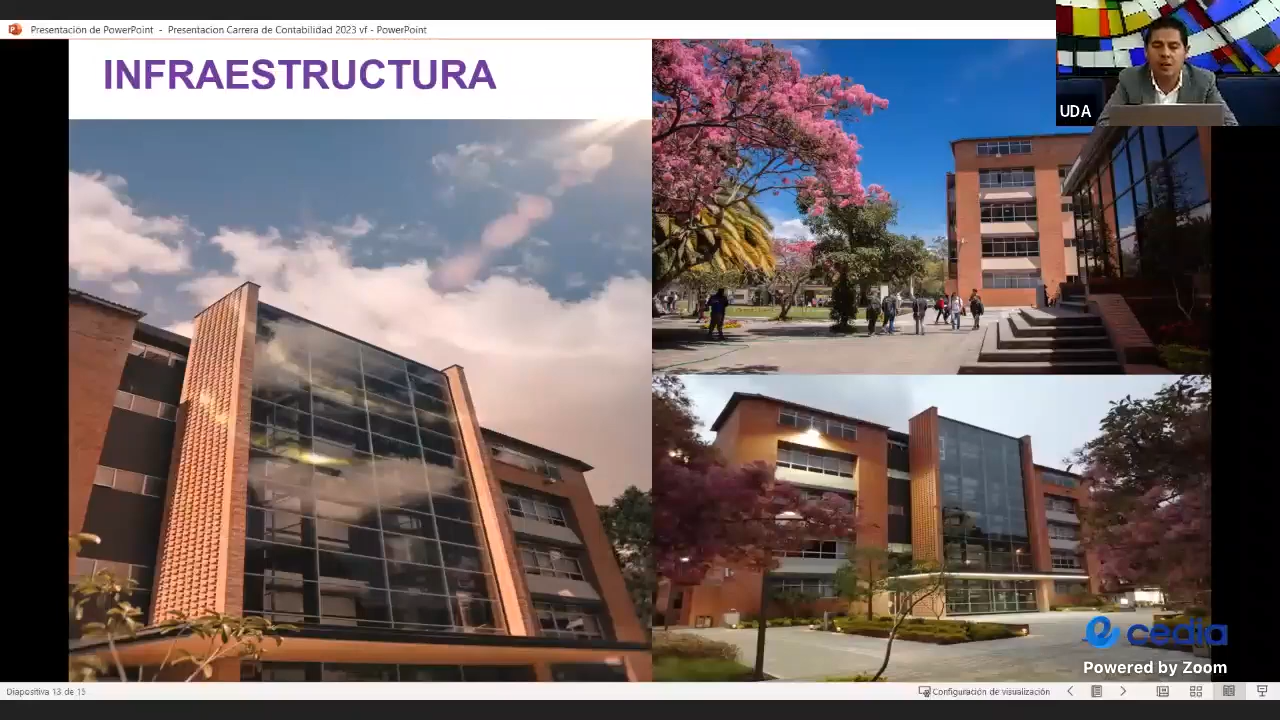 Presentación de PowerPoint - Presentacion Carrera de Contabilidad 2023 vf - PowerPoint
INFRAESTRUCTURA
UDA
cedia
Powered by Zoom
Diapositiva 13 de 15
Configuración de visualización